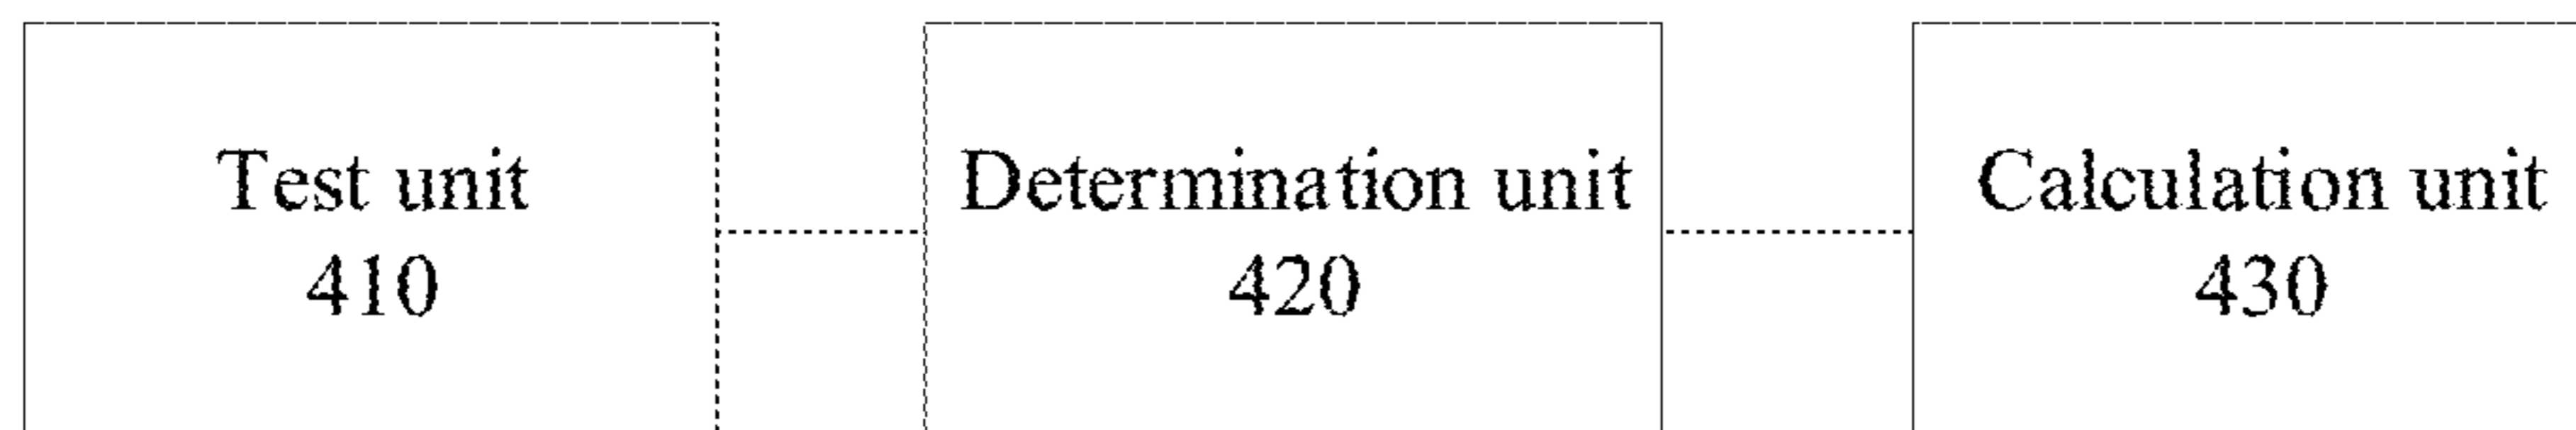 Test unit
410
Determination unit
420
Calculation unit
430